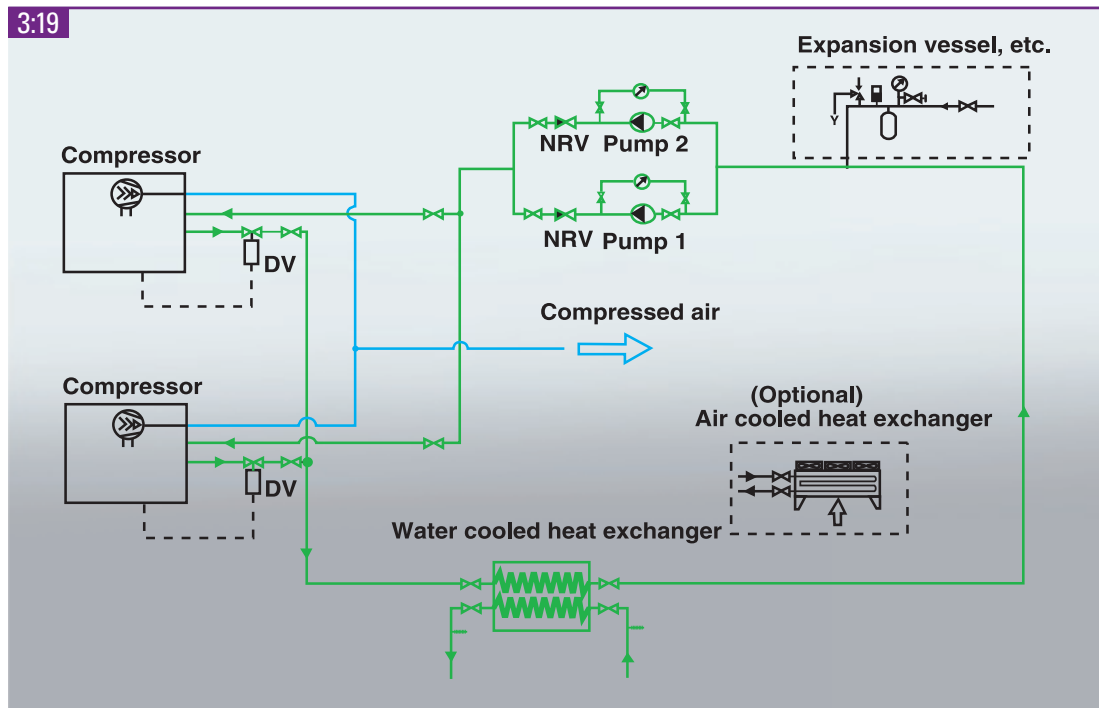 3:19
Expansion vessel, etc.
Y
NRV Pump 2
Compressor
NRV Pump 1
DV
Compressed air
Compressor
(Optional)
Air cooled heat exchanger
DV
Water cooled heat exchanger